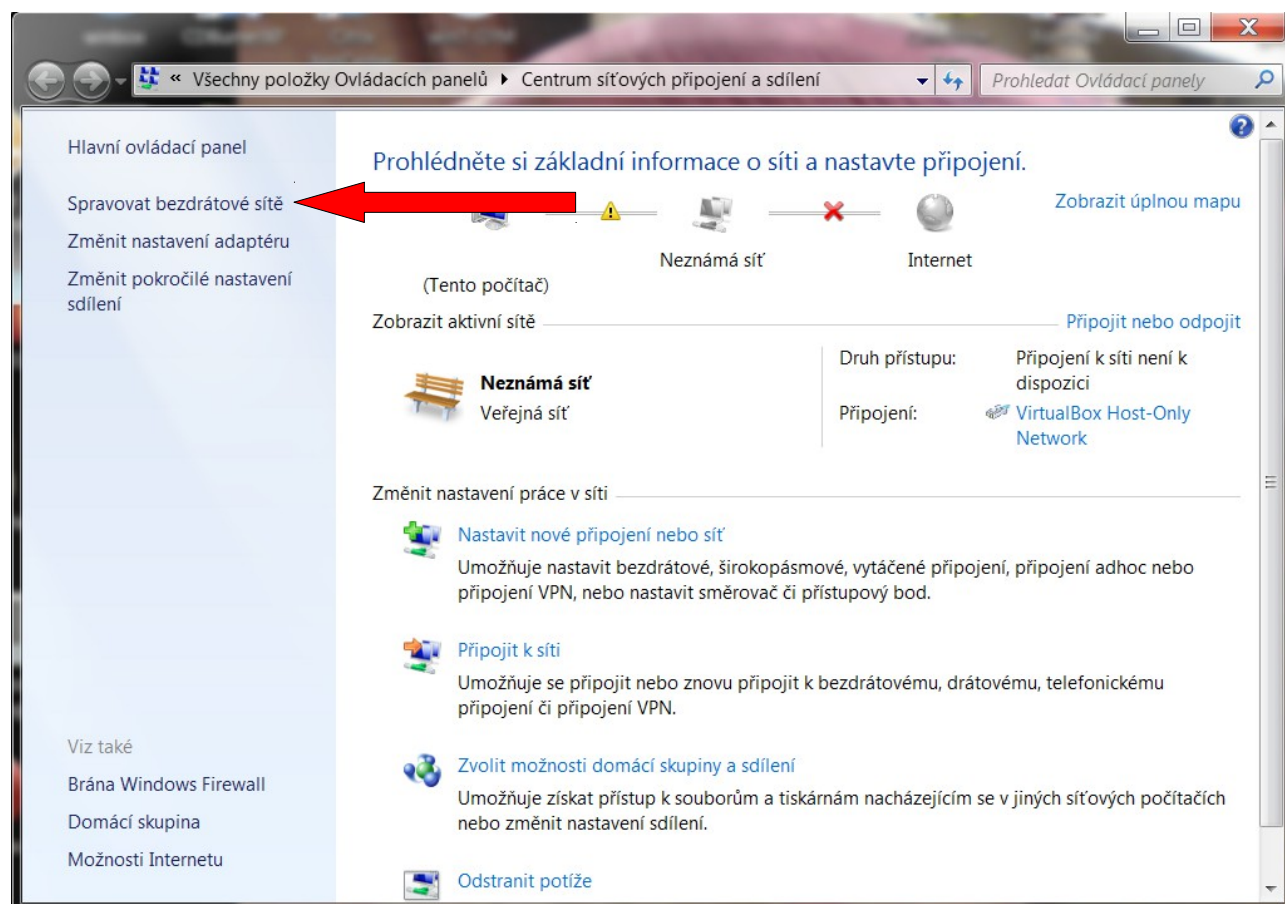 « Všechny položky Ovládacích panelů ▸ Centrum síťových připojení a sdílení
Prohledat Ovládací panely
Hlavní ovládací panel
Spravovat bezdrátové sítě
Změnit nastavení adaptéru
Změnit pokročilé nastavení
sdílení
Viz také
Brána Windows Firewall
Domácí skupina
Možnosti Internetu
Prohlédněte si základní informace o síti a nastavte připojení.
Zobrazit úplnou mapu
Neznámá síť
Internet
(Tento počítač)
Zobrazit aktivní sítě
Připojit nebo odpojit
Neznámá síť
Veřejná síť
Druh přístupu:
Připojení k síti není k
dispozici
Připojení:
VirtualBox Host-Only
Network
Změnit nastavení práce v síti
Nastavit nové připojení nebo síť
Umožňuje nastavit bezdrátové, širokopásmové, vytáčené připojení, připojení adhoc nebo
připojení VPN, nebo nastavit směrovač či přístupový bod.
Připojit k síti
Umožňuje se připojit nebo znovu připojit k bezdrátovému, drátovému, telefonickému
připojení či připojení VPN.
Zvolit možnosti domácí skupiny a sdílení
Umožňuje získat přístup k souborům a tiskárnám nacházejícím se v jiných síťových počítačích
nebo změnit nastavení sdílení.
Odstranit potíže